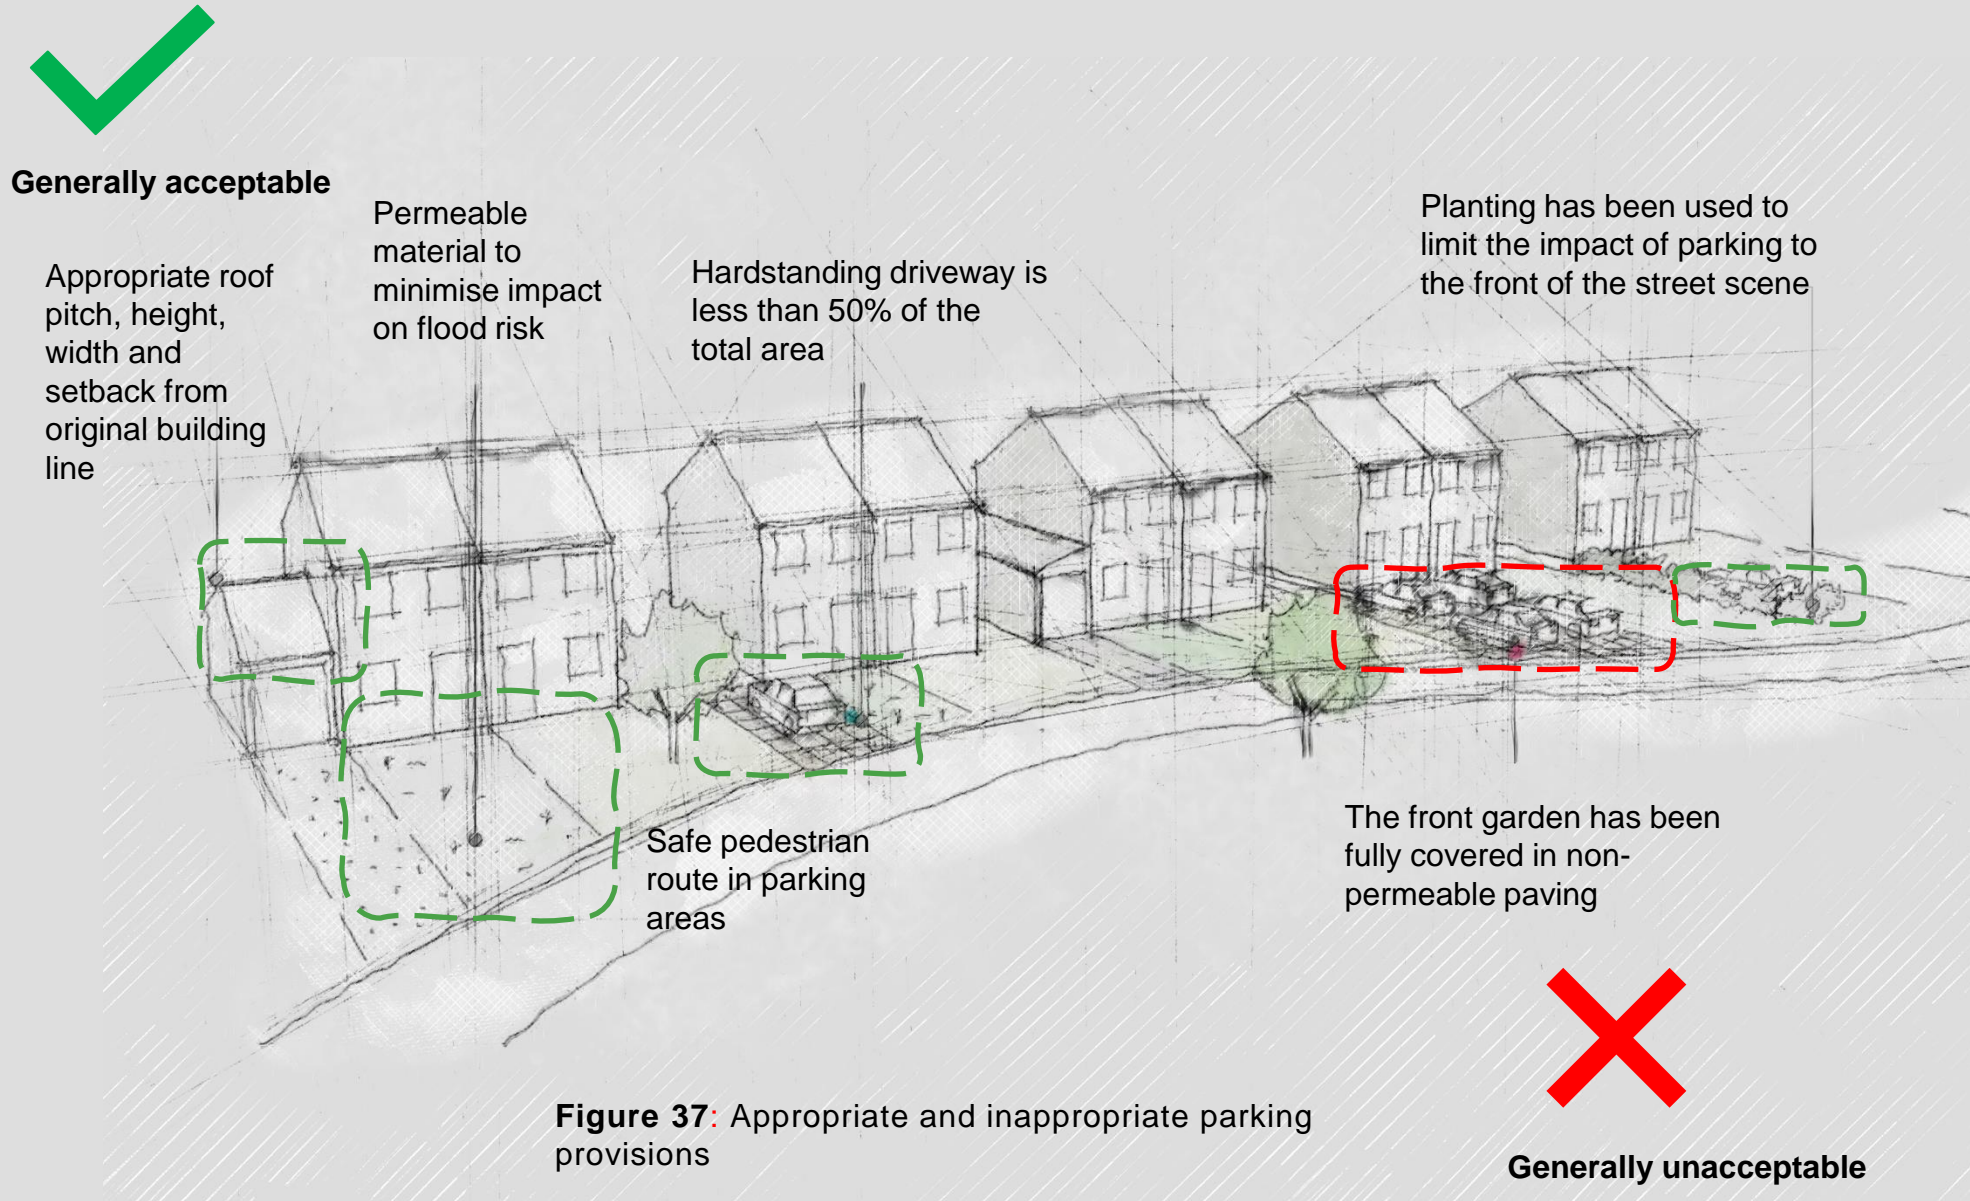 Generally acceptable
Appropriate roof
pitch, height,
width and
setback from
original building
line
Permeable
material to
minimise impact
on flood risk
Hardstanding driveway is
less than 50% of the
total area
Planting has been used to
limit the impact of parking to
the front of the street scene
Safe pedestrian
route in parking
areas
The front garden has been
fully covered in non-
permeable paving
Figure 37: Appropriate and inappropriate parking
provisions
Generally unacceptable